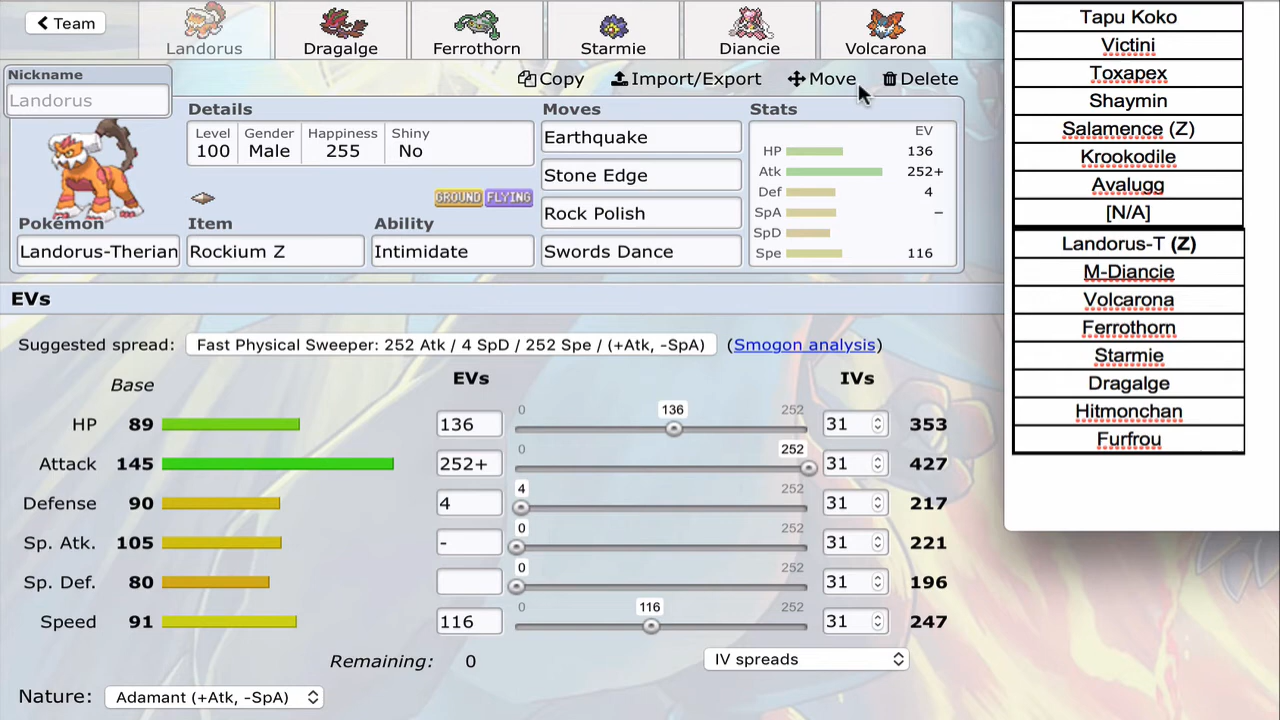 Team
Landorus
Dragalge
Ferrothorn
Starmie
Diancie
Volcarona
Copy
Import/Export
Move
Delete
Nickname
Landorus
Details
Level
100
Gender
Male
Happiness
255
Shiny
No
GROUND FLYING
Pokémon
Landorus-Therian
Item
Rockium Z
Ability
Intimidate
Moves
Earthquake
Stone Edge
Rock Polish
Swords Dance
Stats
EV
HP 136
Atk 252+
Def 4
SpA –
SpD
Spe 116
EVs
Suggested spread: Fast Physical Sweeper: 252 Atk / 4 SpD / 252 Spe / (+Atk, -SpA) (Smogon analysis)
Base EVs IVs
HP 89 136 0 136 252 31 353
Attack 145 252+ 0 252 31 427
Defense 90 4 4 252 31 217
Sp. Atk. 105 - 0 252 31 221
Sp. Def. 80 0 252 31 196
Speed 91 116 0 116 252 31 247
Remaining: 0
IV spreads
Nature: Adamant (+Atk, -SpA)
Tapu Koko
Victini
Toxapex
Shaymin
Salamence (Z)
Krookodile
Avalugg
[N/A]
Landorus-T (Z)
M-Diancie
Volcarona
Ferrothorn
Starmie
Dragalge
Hitmonchan
Furfrou